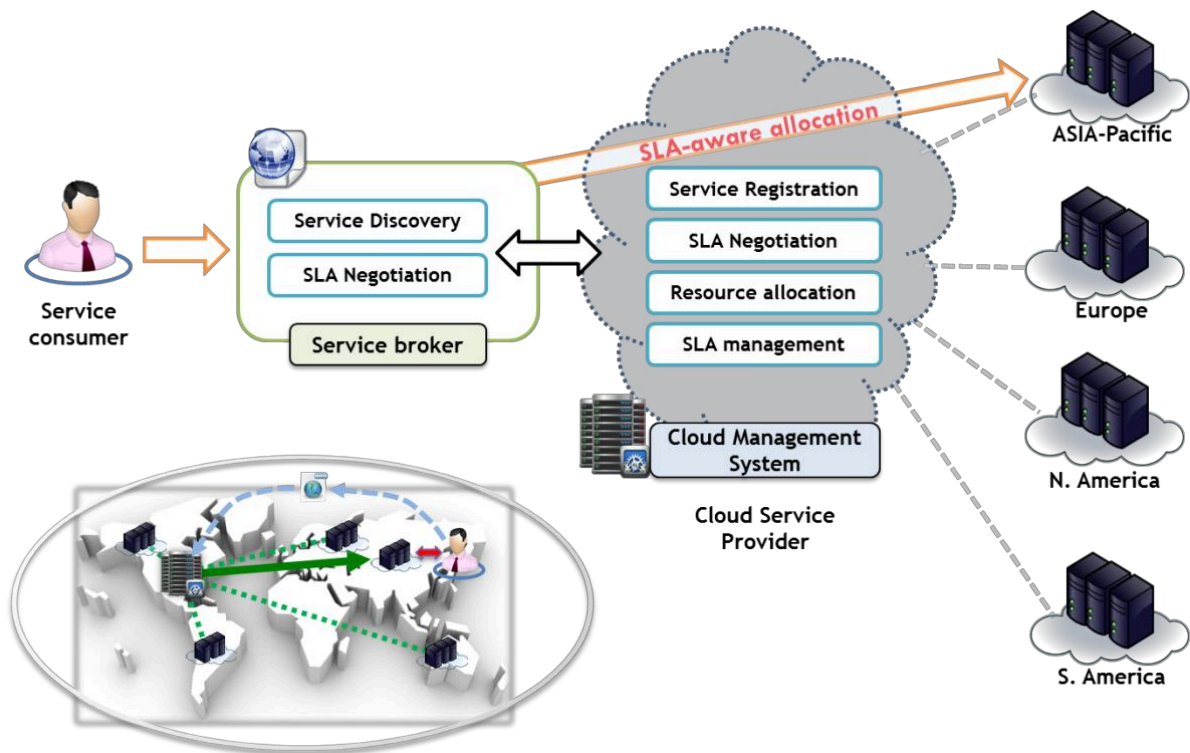 SLA-aware allocation
ASIA-Pacific
Service Registration
Service Discovery
SLA Negotiation
SLA Negotiation
Resource allocation
Service
consumer
Europe
Service broker
SLA management
Cloud Management
System
N. America
Cloud Service
Provider
S. America